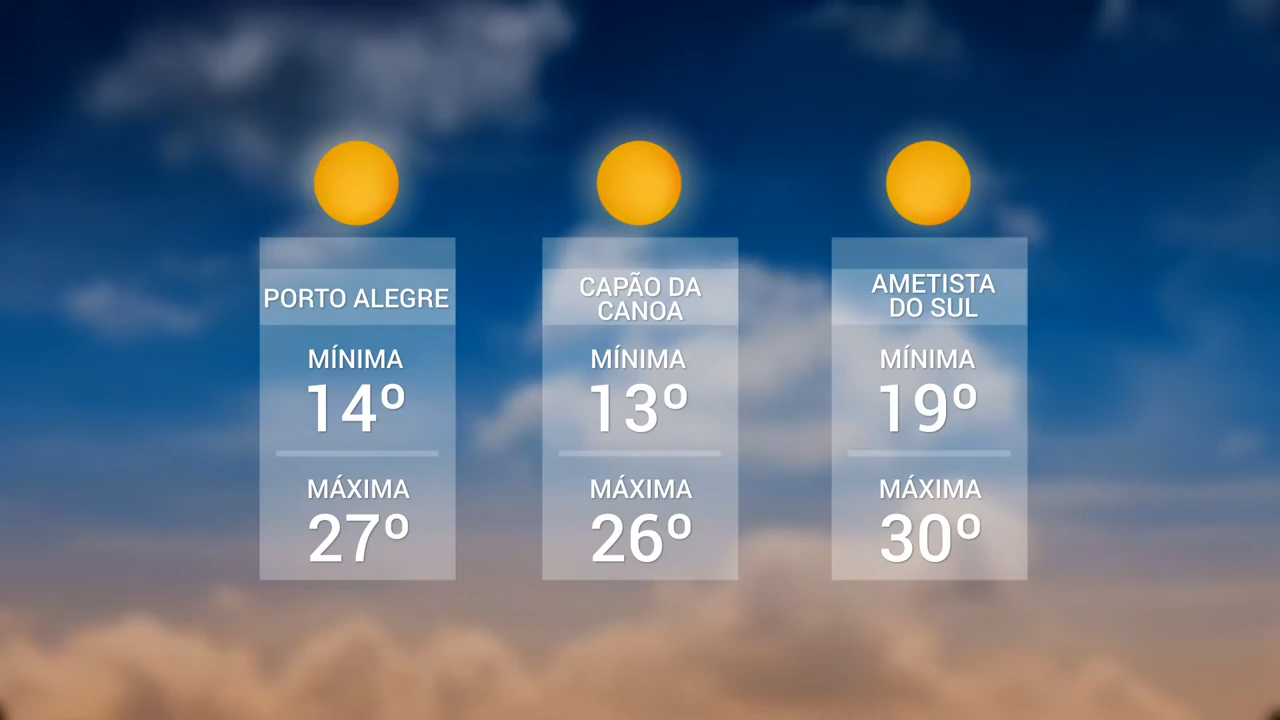 PORTO ALEGRE
MÍNIMA
14º
MÁXIMA
27º
CAPÃO DA
CANOA
MÍNIMA
13º
MÁXIMA
26º
AMETISTA
DO SUL
MÍNIMA
19º
MÁXIMA
30º